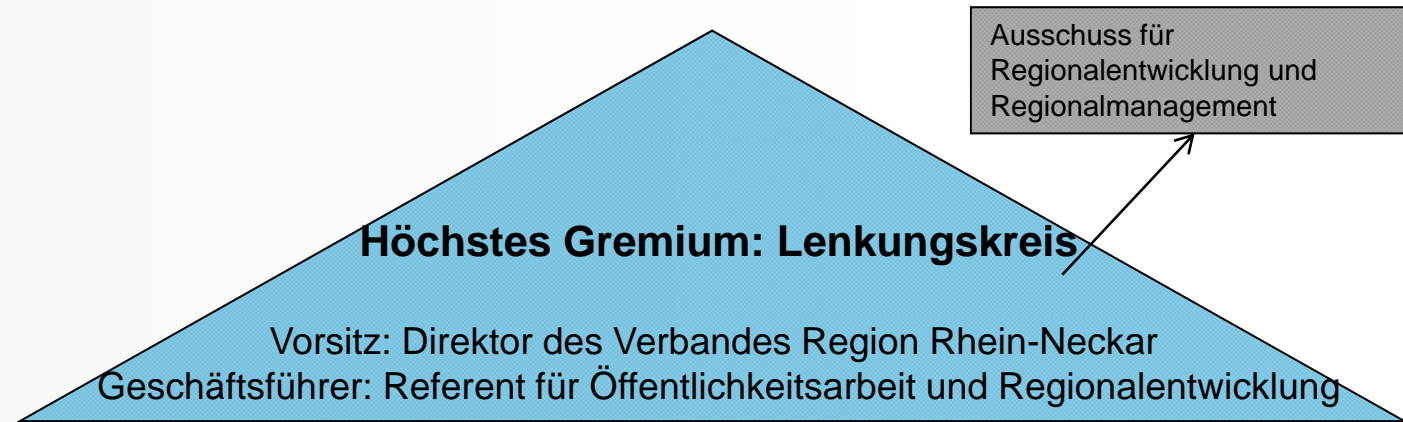 Ausschuss für
Regionalentwicklung und
Regionalmanagement
Höchstes Gremium: Lenkungskreis
Vorsitz: Direktor des Verbandes Region Rhein-Neckar
Geschäftsführer: Referent für Öffentlichkeitsarbeit und Regionalentwicklung